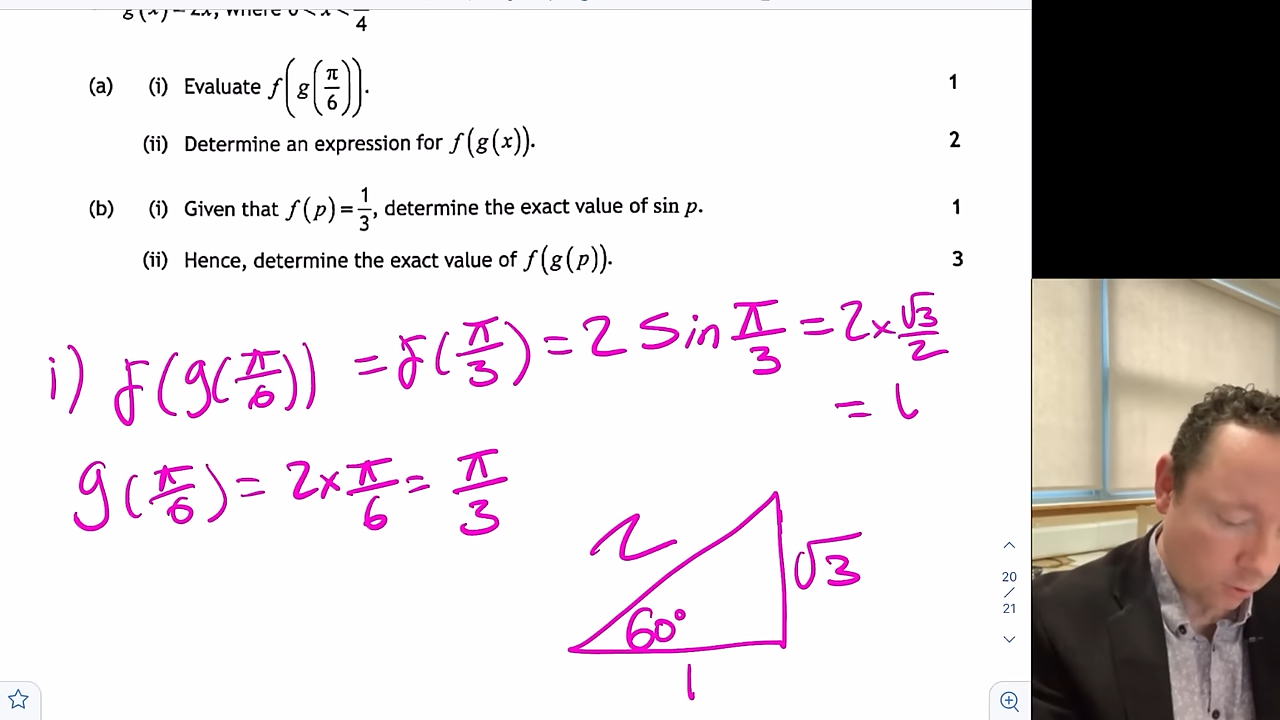 4
(a) (i) Evaluate f(g(π/6)). 1
(ii) Determine an expression for f(g(x)). 2
(b) (i) Given that f(p)=1/3, determine the exact value of sin p. 1
(ii) Hence, determine the exact value of f(g(p)). 3
i) f(g(π/6)) = f(π/3) = 2 Sin π/3 = 2 × √3/2
= 1
g(π/6) = 2 × π/6 = π/3
2
√3
60°
1
20
/
21